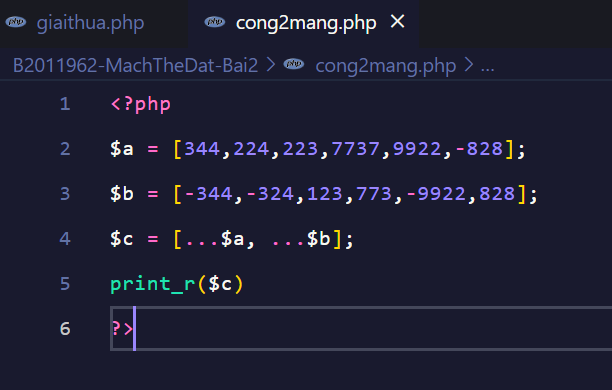 giaithua.php cong2mang.php ×
B2011962-MachTheDat-Bai2 > cong2mang.php > ...
1 <?php
2 $a = [344,224,223,7737,9922,-828];
3 $b = [-344,-324,123,773,-9922,828];
4 $c = [...$a, ...$b];
5 print_r($c)
6 ?>